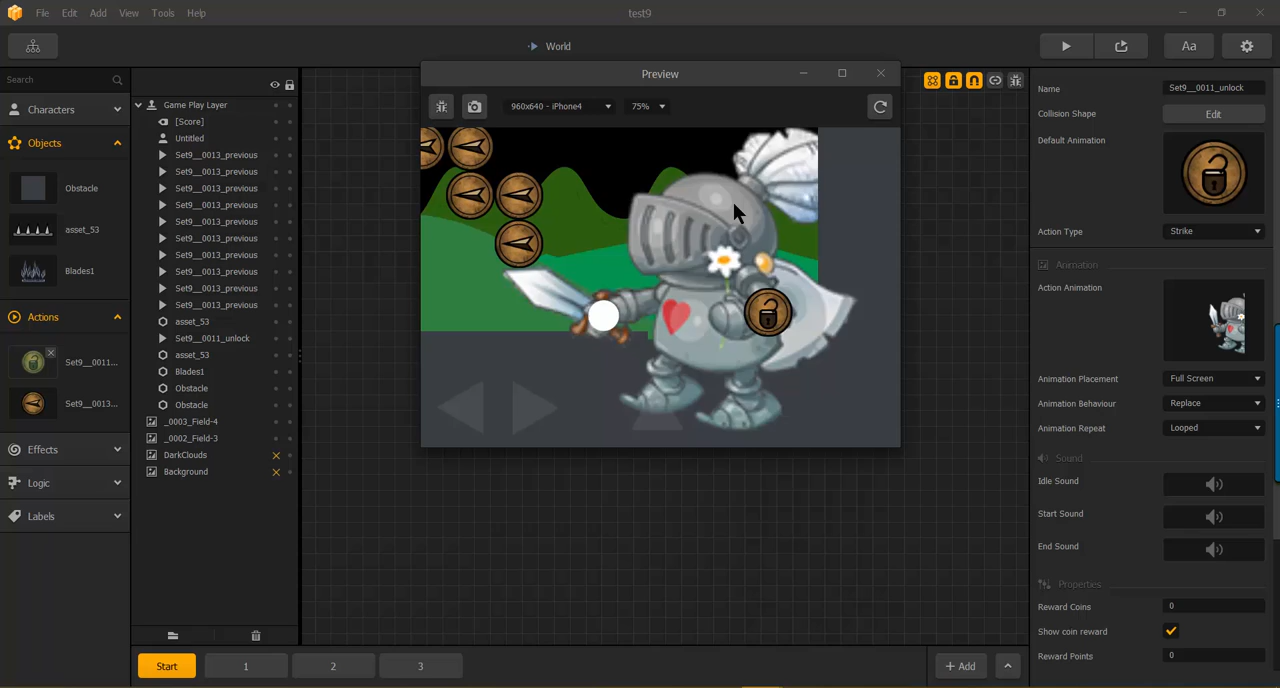 File Edit Add View Tools Help
test9
World
Aa
Search
Characters
Objects
Obstacle
asset_53
Blades1
Actions
Set9__0011...
Set9__0013...
Effects
Logic
Labels
Game Play Layer
[Score]
Untitled
Set9__0013_previous
Set9__0013_previous
Set9__0013_previous
Set9__0013_previous
Set9__0013_previous
Set9__0013_previous
Set9__0013_previous
Set9__0013_previous
Set9__0013_previous
Set9__0013_previous
asset_53
Set9__0011_unlock
asset_53
Blades1
Obstacle
Obstacle
_0003_Field-4
_0002_Field-3
DarkClouds
Background
Preview
960x640 - iPhone4
75%
Start
1
2
3
+ Add
Name Set9__0011_unlock
Collision Shape Edit
Default Animation
Action Type Strike
Animation
Action Animation
Animation Placement Full Screen
Animation Behaviour Replace
Animation Repeat Looped
Sound
Idle Sound
Start Sound
End Sound
Properties
Reward Coins 0
Show coin reward
Reward Points 0